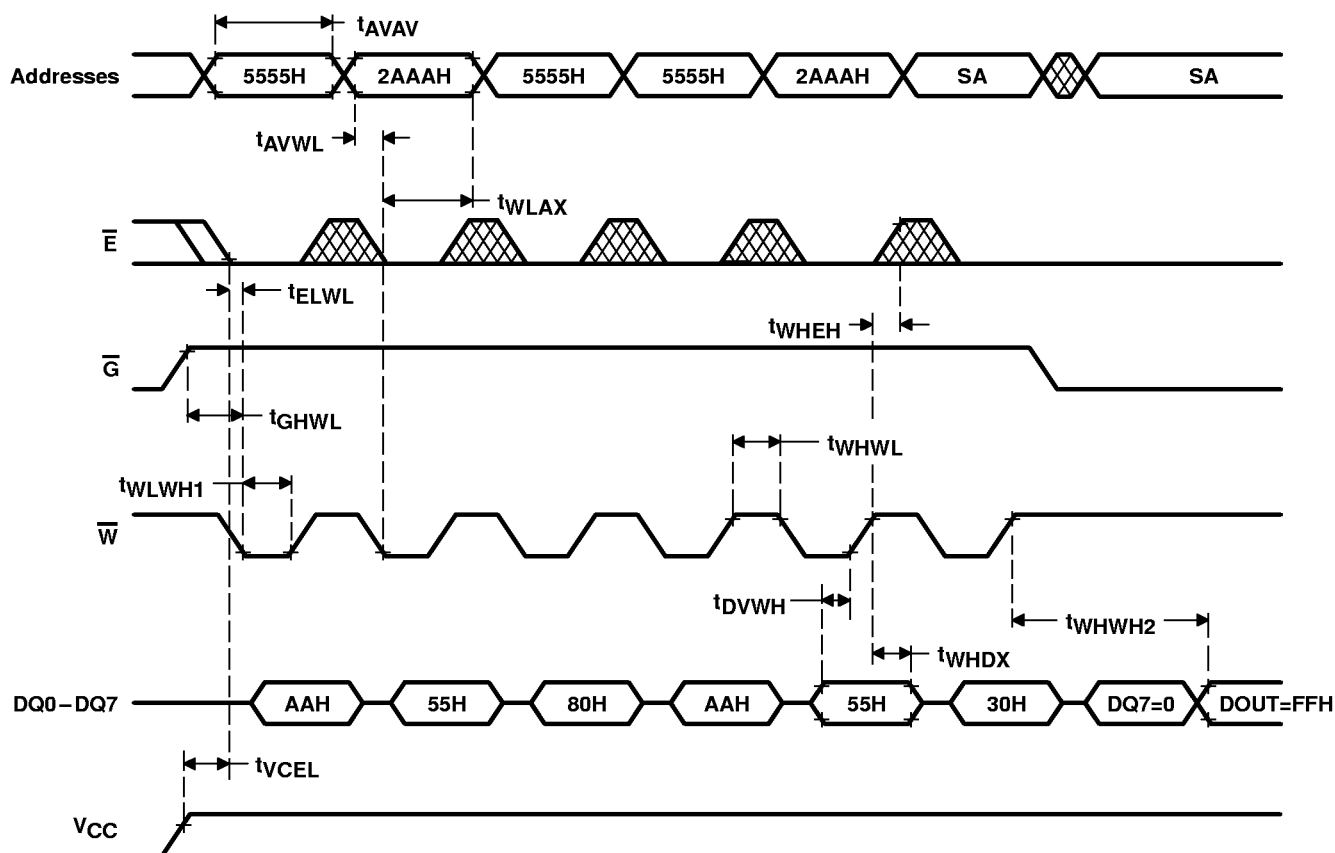 tAVAV
Addresses 5555H 2AAAH 5555H 5555H 2AAAH SA SA
tAVWL
tWLAX
E
tELWL
tWHEH
G
tGHWL
tWHWL
tWLWH1
W
tDVWH
tWHWH2
tWHDX
DQ0–DQ7 AAH 55H 80H AAH 55H 30H DQ7=0 DOUT=FFH
tVCEL
VCC